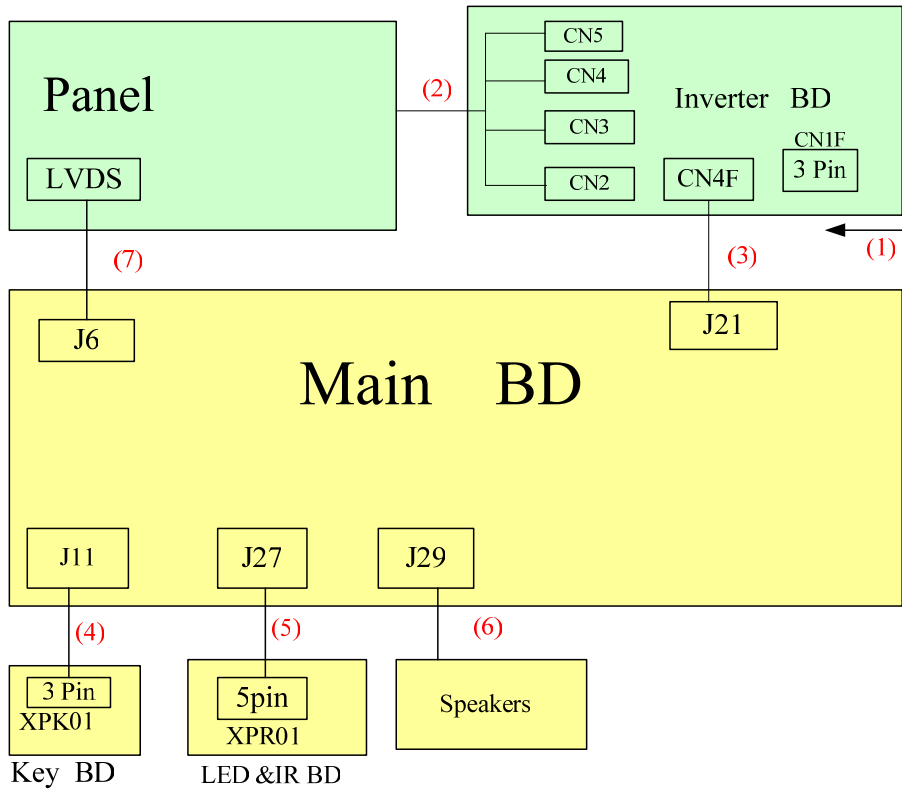 Panel
LVDS
(2)
CN5
CN4
CN3
CN2
Inverter BD
CN1F
3 Pin
CN4F
(7)
(3)
(1)
J6
J21
Main BD
J11
J27
J29
(4)
(5)
(6)
3 Pin
XPK01
Key BD
5pin
XPR01
LED &IR BD
Speakers